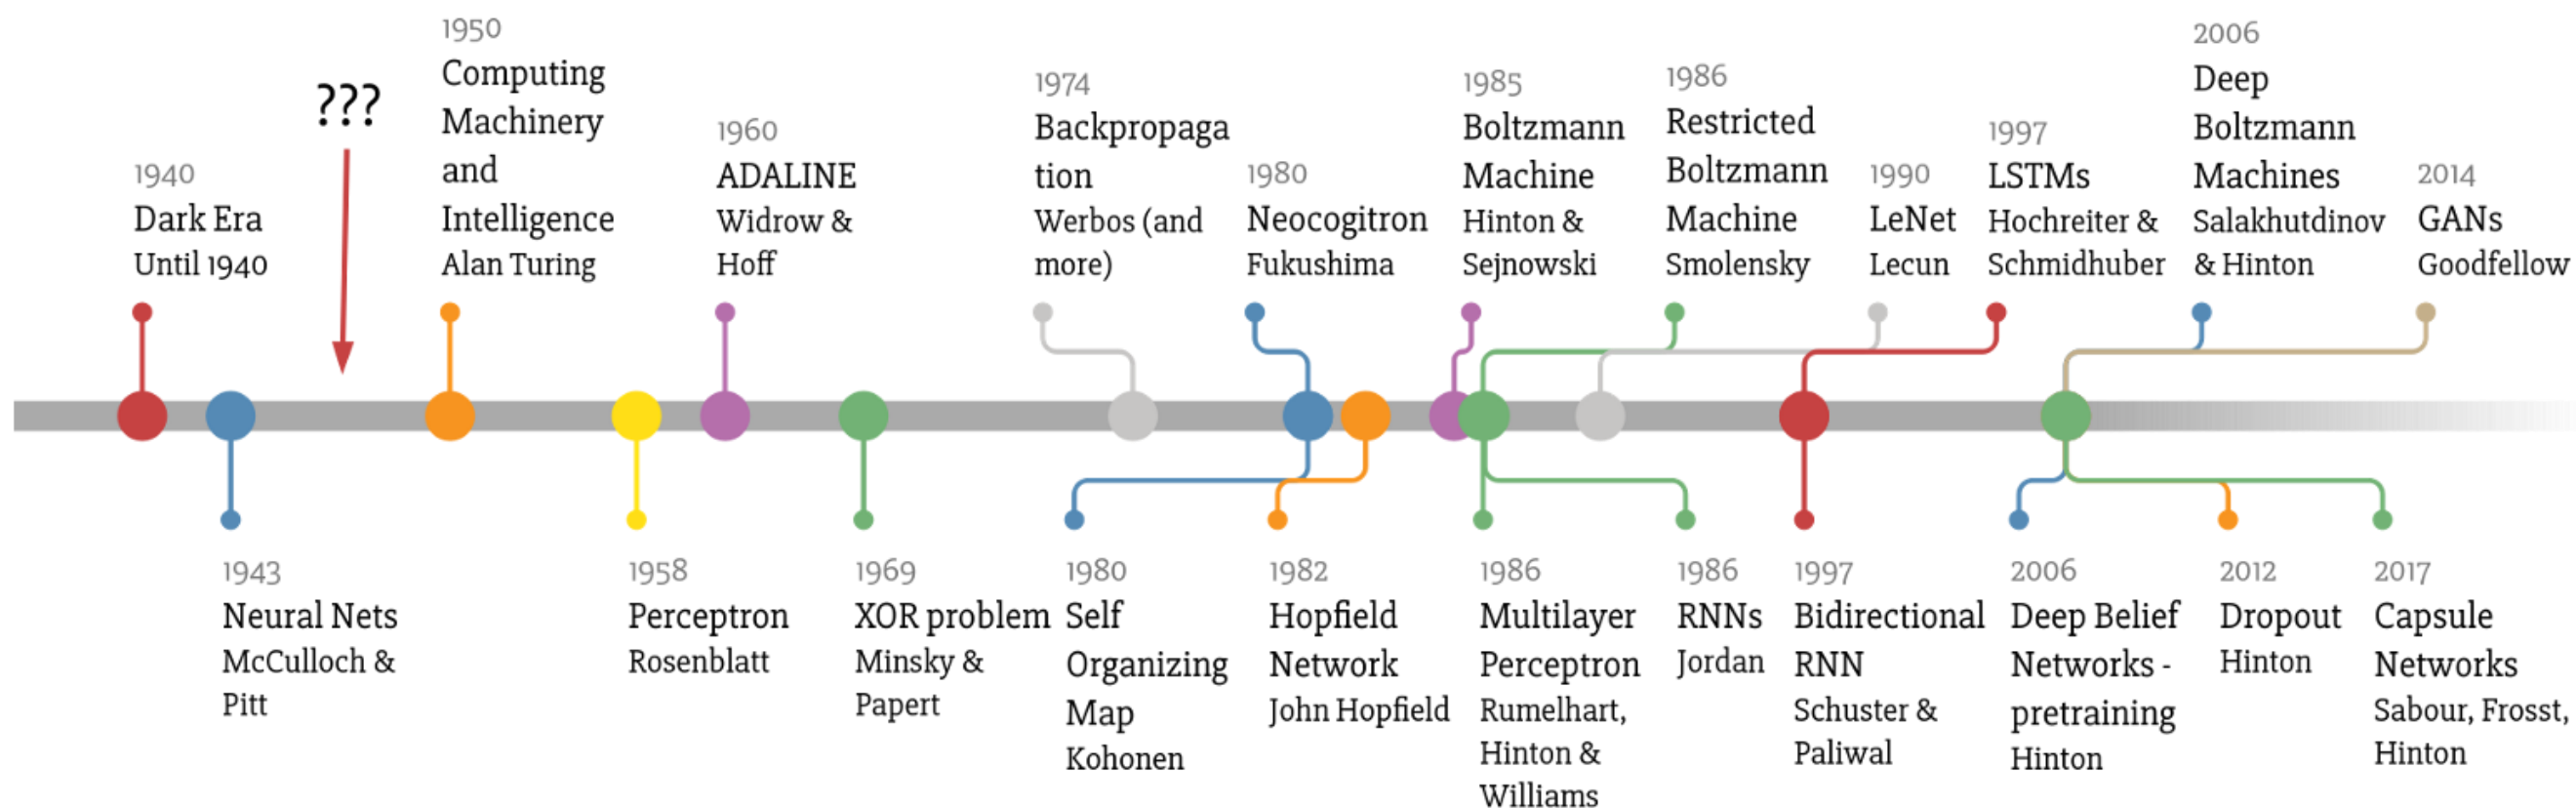 1940
Dark Era
Until 1940
???
1950
Computing
Machinery
and
Intelligence
Alan Turing
1960
ADALINE
Widrow &
Hoff
1974
Backpropaga
tion
Werbos (and
more)
1980
Neocogitron
Fukushima
1985
Boltzmann
Machine
Hinton &
Sejnowski
1986
Restricted
Boltzmann
Machine
Smolensky
1990
LeNet
Lecun
1997
LSTMs
Hochreiter &
Schmidhuber
2006
Deep
Boltzmann
Machines
Salakhutdinov
& Hinton
2014
GANs
Goodfellow
1943
Neural Nets
McCulloch &
Pitt
1958
Perceptron
Rosenblatt
1969
XOR problem
Minsky &
Papert
1980
Self
Organizing
Map
Kohonen
1982
Hopfield
Network
John Hopfield
1986
Multilayer
Perceptron
Rumelhart,
Hinton &
Williams
1986
RNNs
Jordan
1997
Bidirectional
RNN
Schuster &
Paliwal
2006
Deep Belief
Networks -
pretraining
Hinton
2012
Dropout
Hinton
2017
Capsule
Networks
Sabour, Frosst,
Hinton